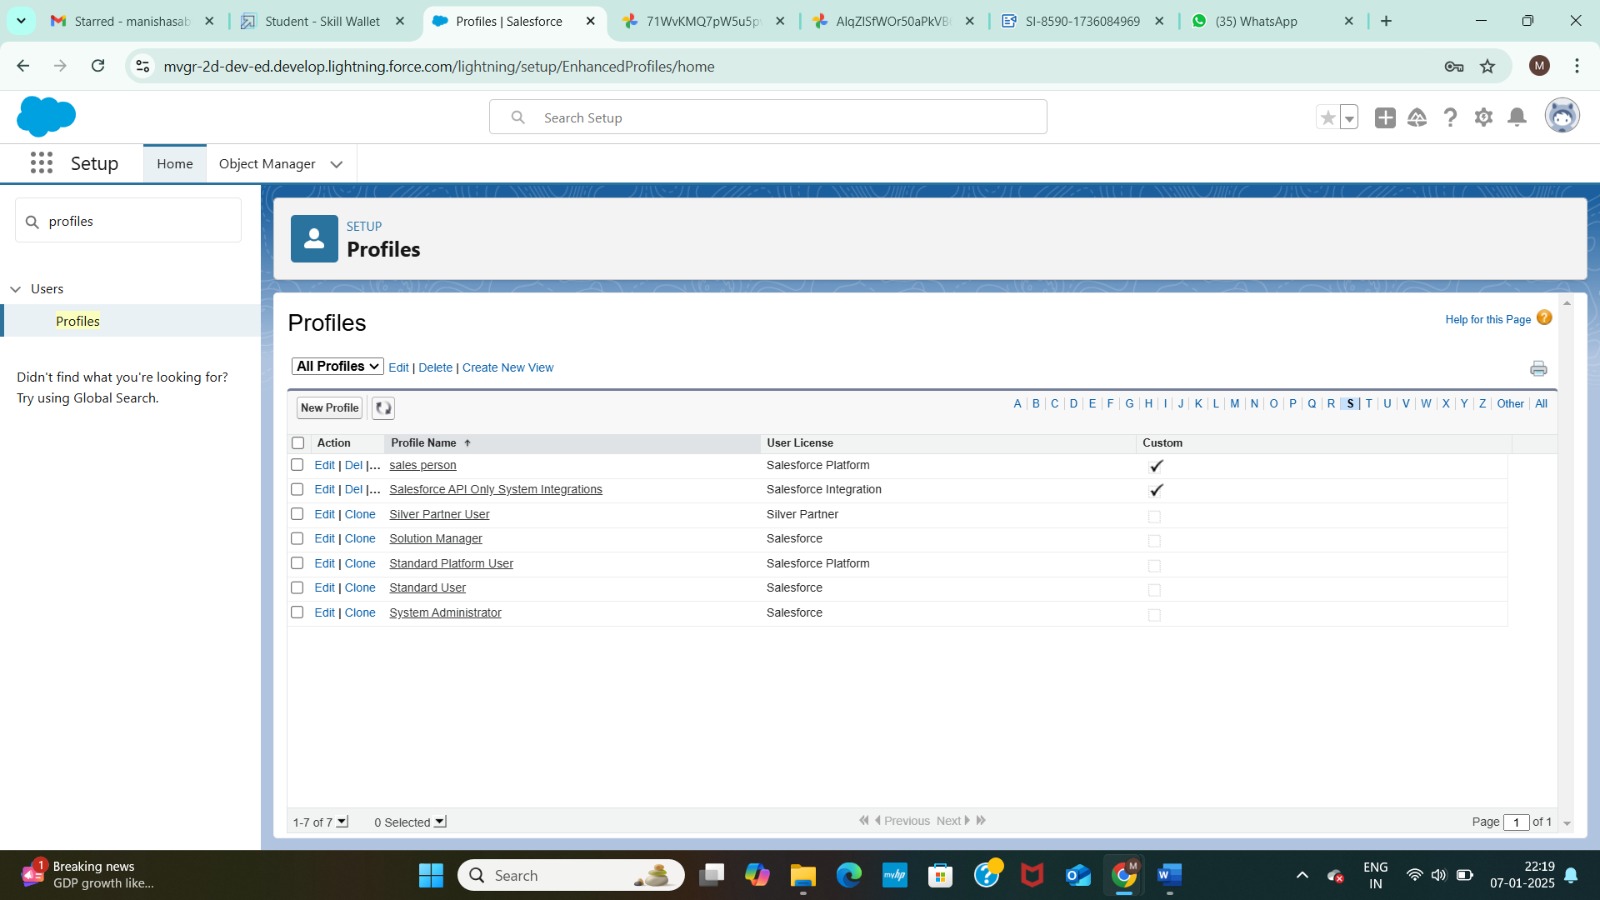 Starred - manishasab
Student - Skill Wallet
Profiles | Salesforce
71WvKMQ7pW5u5p
AlqZISfWOr50aPkVB
SI-8590-1736084969
(35) WhatsApp
mvgr-2d-dev-ed.develop.lightning.force.com/lightning/setup/EnhancedProfiles/home
M
Search Setup
Setup
Home
Object Manager
profiles
Users
Profiles
Didn't find what you're looking for?
Try using Global Search.
SETUP
Profiles
Profiles
Help for this Page ?
All Profiles
Edit | Delete | Create New View
New Profile
A | B | C | D | E | F | G | H | I | J | K | L | M | N | O | P | Q | R | S | T | U | V | W | X | Y | Z | Other | All
Action Profile Name User License Custom
Edit | Del |... sales person Salesforce Platform
Edit | Del |... Salesforce API Only System Integrations Salesforce Integration
Edit | Clone Silver Partner User Silver Partner
Edit | Clone Solution Manager Salesforce
Edit | Clone Standard Platform User Salesforce Platform
Edit | Clone Standard User Salesforce
Edit | Clone System Administrator Salesforce
1-7 of 7 0 Selected Previous Next Page 1 of 1
1
Breaking news
GDP growth like...
Search
myhp
M
ENG
IN
22:19
07-01-2025